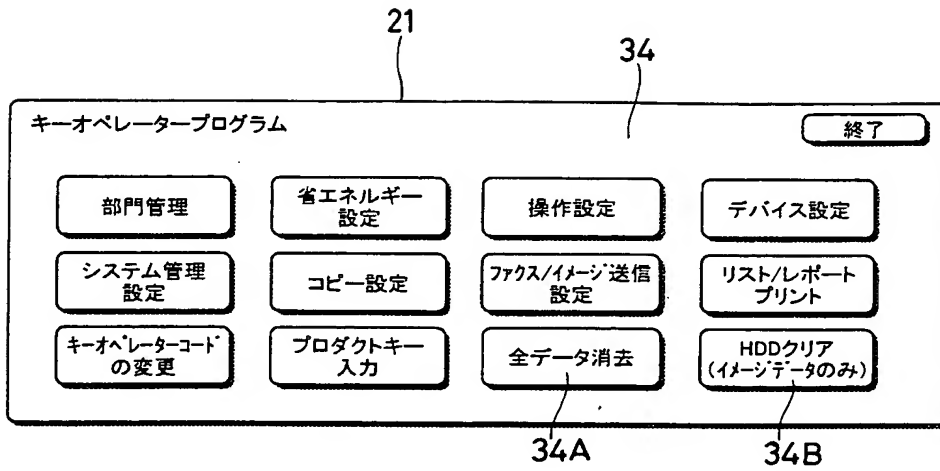 21
34
キーオペレータープログラム
終了
部門管理
省エネルギー
設定
操作設定
デバイス設定
システム管理
設定
コピー設定
ファクス/イメージ送信
設定
リスト/レポート
プリント
キーオペレーターコード
の変更
プロダクトキー
入力
全データ消去
HDDクリア
(イメージデータのみ)
34A
34B